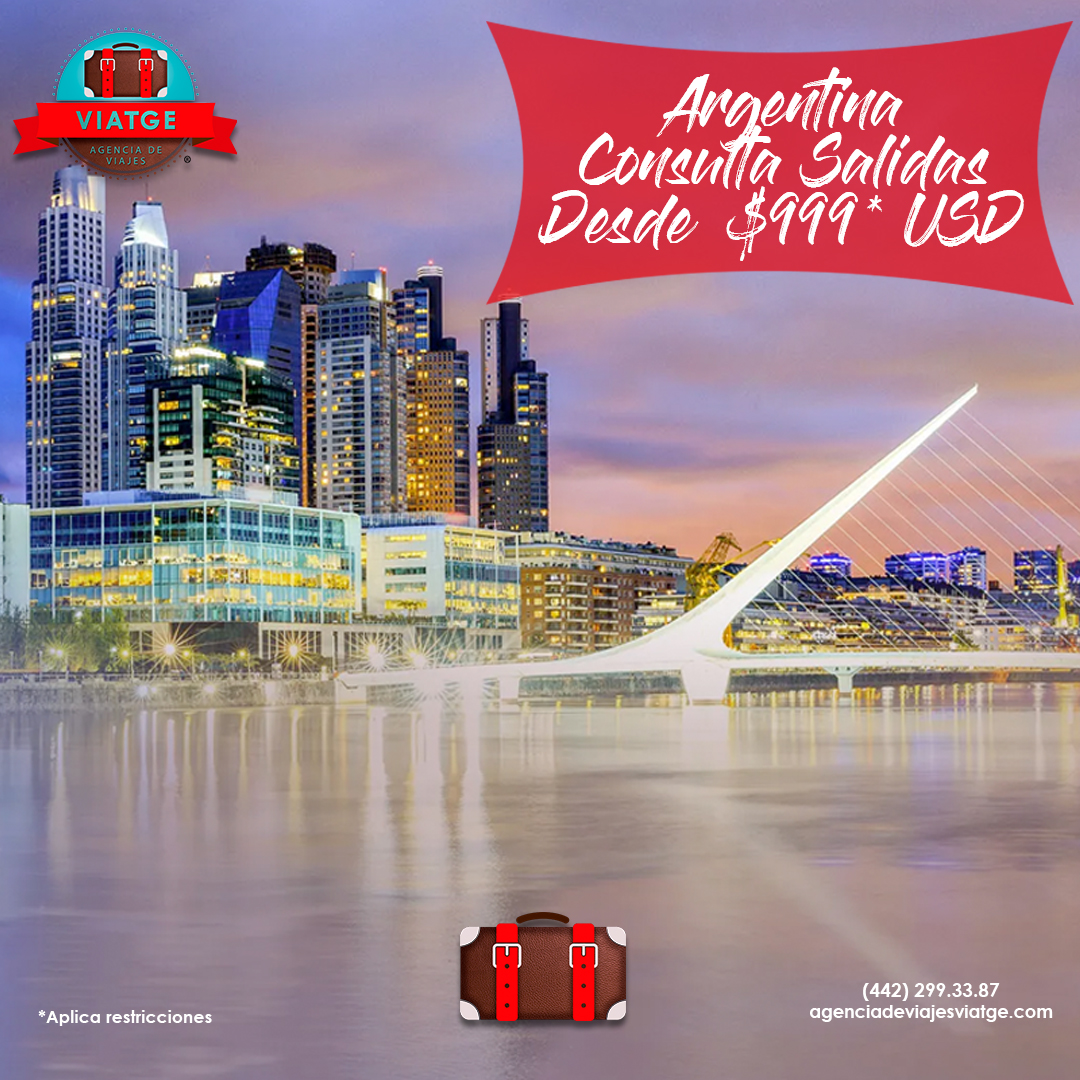 VIATGE
AGENCIA DE
VIAJES
®
Argentina
Consulta Salidas
Desde $999* USD
*Aplica restricciones
(442) 299.33.87
agenciadeviajesviatge.com